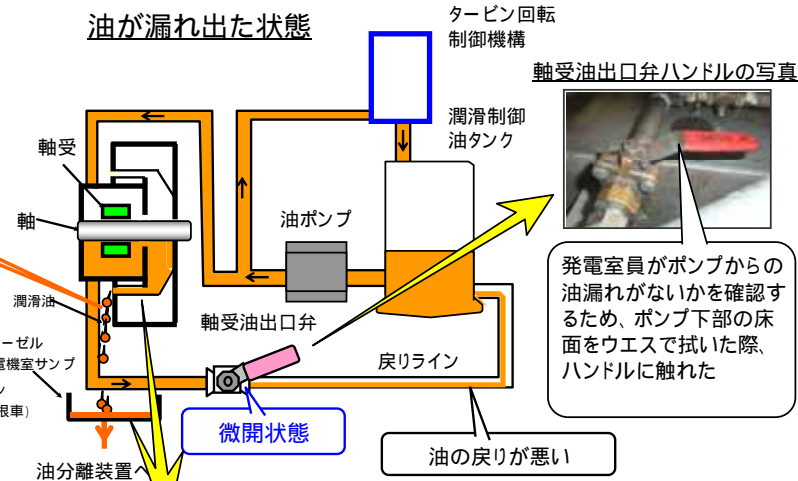 油が漏れ出た状態
タービン回転
制御機構
軸受油出口弁ハンドルの写真
潤滑制御
油タンク
軸受
軸
油ポンプ
潤滑油
軸受油出口弁
ーゼル
電機室サンプ
ン
限車)
戻りライン
微開状態
油の戻りが悪い
油分離装置へ
発電室員がポンプからの
油漏れがないかを確認す
るため、ポンプ下部の床
面をウエスで拭いた際、
ハンドルに触れた